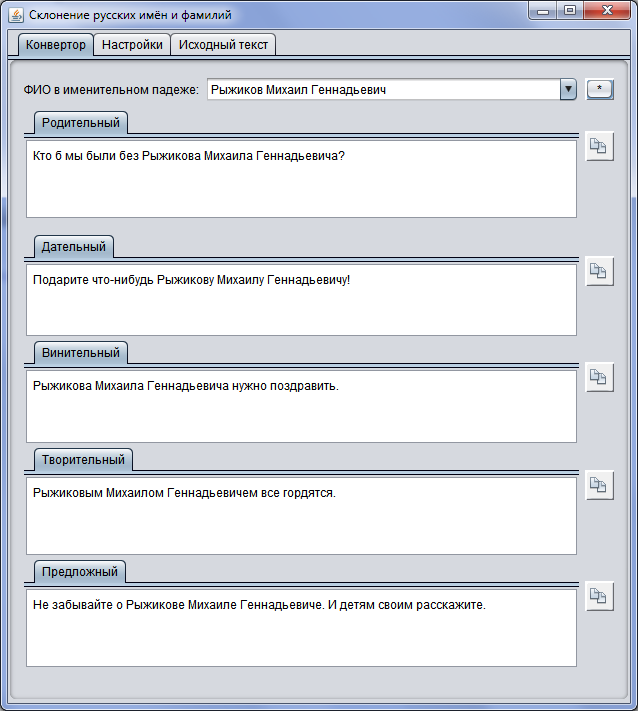 Склонение русских имён и фамилий
Конвертор Настройки Исходный текст
ФИО в именительном падеже: Рыжиков Михаил Геннадьевич *
Родительный
Кто б мы были без Рыжикова Михаила Геннадьевича?
Дательный
Подарите что-нибудь Рыжикову Михаилу Геннадьевичу!
Винительный
Рыжикова Михаила Геннадьевича нужно поздравить.
Творительный
Рыжиковым Михаилом Геннадьевичем все гордятся.
Предложный
Не забывайте о Рыжикове Михаиле Геннадьевиче. И детям своим расскажите.